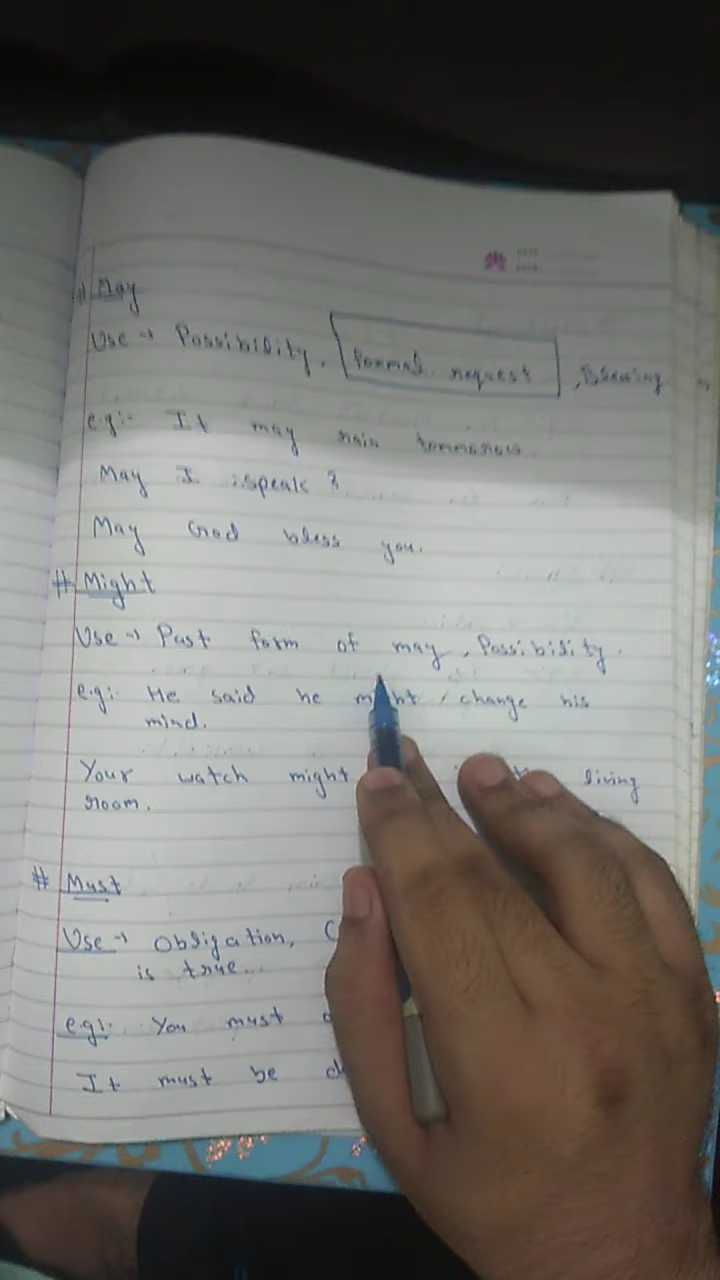 # May
Use → Possibility, Formal request, Blessing.
e.g:- It may rain tommorow.
May I speak?
May God bless you.
# Might
Use → Past form of may, Possibility.
e.g:. He said he might change his
mind.
Your watch might living
room.
# Must
Use → Obligation,
is true.
e.g:. You must
It must be